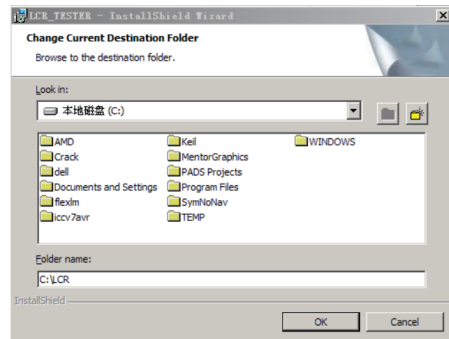 LCR_TESTER - InstallShield Wizard
Change Current Destination Folder
Browse to the destination folder.
Look in:
本地磁盘 (C:)
AMD
Crack
dell
Documents and Settings
flexlm
iccv7avr
Keil
MentorGraphics
PADS Projects
Program Files
SymNoNav
TEMP
WINDOWS
Folder name:
C:\LCR
InstallShield
OK
Cancel